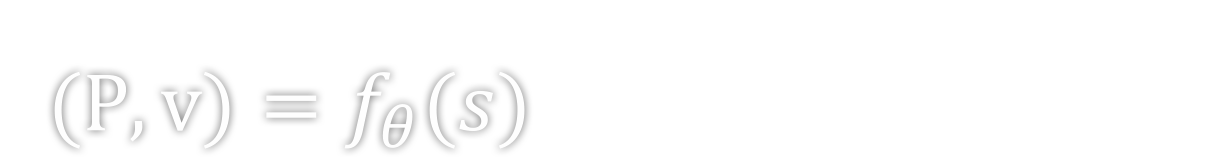 (P,v) = f_θ(s)